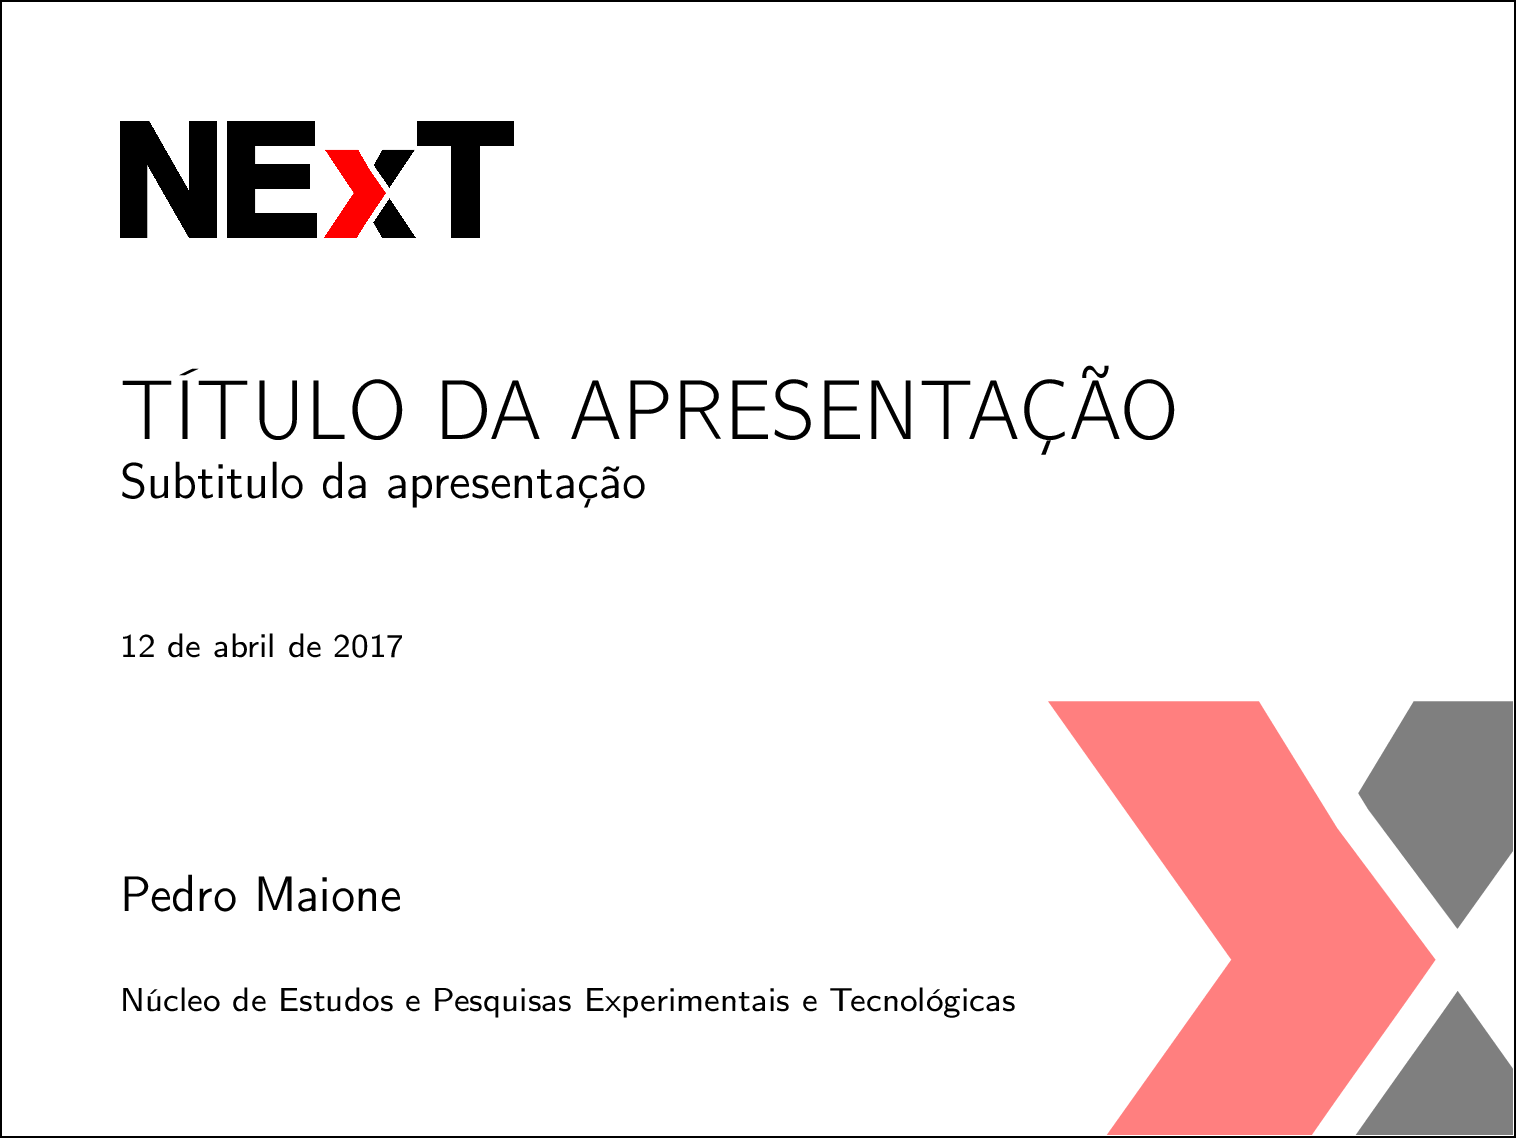 NExT
TÍTULO DA APRESENTAÇÃO
Subtitulo da apresentação
12 de abril de 2017
Pedro Maione
Núcleo de Estudos e Pesquisas Experimentais e Tecnológicas